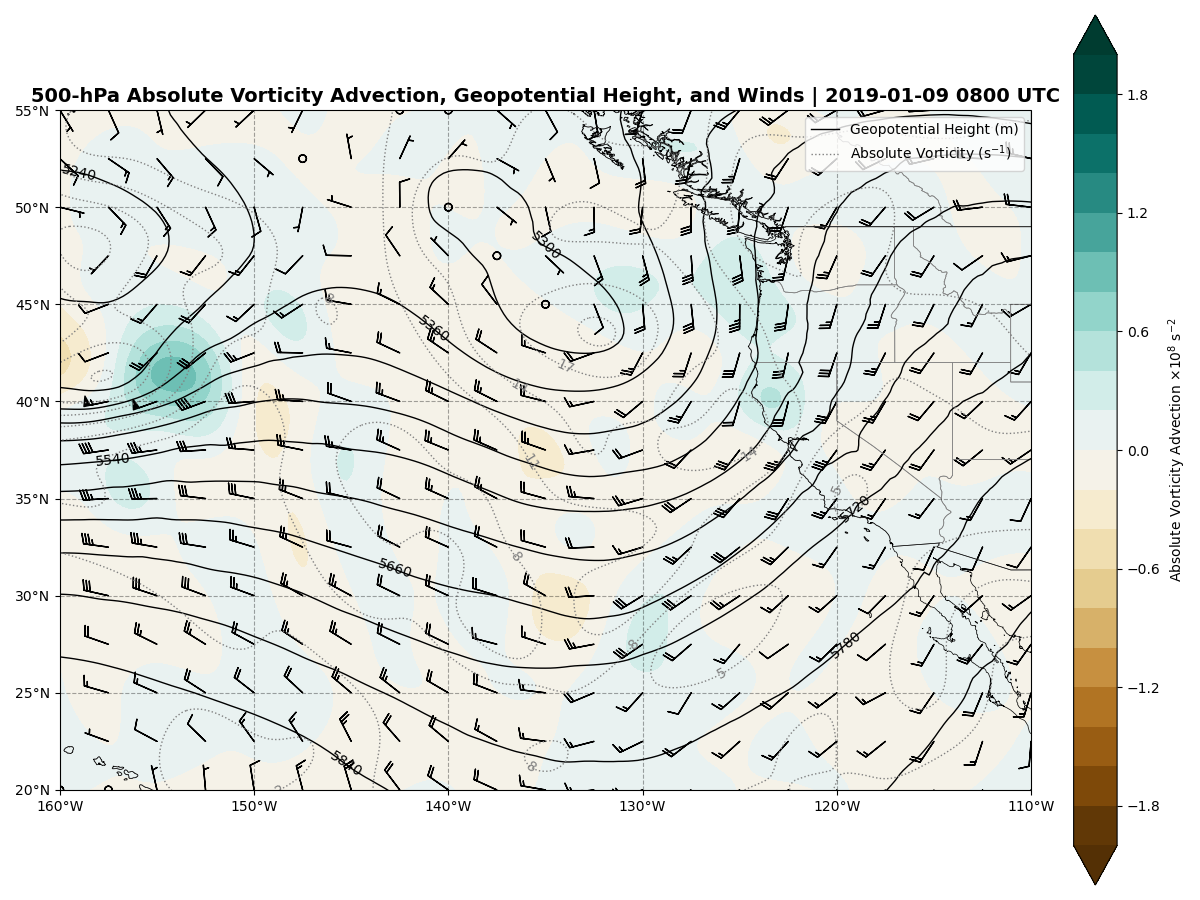 500-hPa Absolute Vorticity Advection, Geopotential Height, and Winds | 2019-01-09 0800 UTC
Geopotential Height (m)
Absolute Vorticity (s⁻¹)
55°N
50°N
45°N
40°N
35°N
30°N
25°N
20°N
160°W
150°W
140°W
130°W
120°W
110°W
5240
5300
5360
5540
5660
5720
5780
5840
8
17
14
11
14
5
8
8
5
8
1.8
1.2
0.6
0.0
−0.6
−1.2
−1.8
Absolute Vorticity Advection ×10⁸ s⁻²